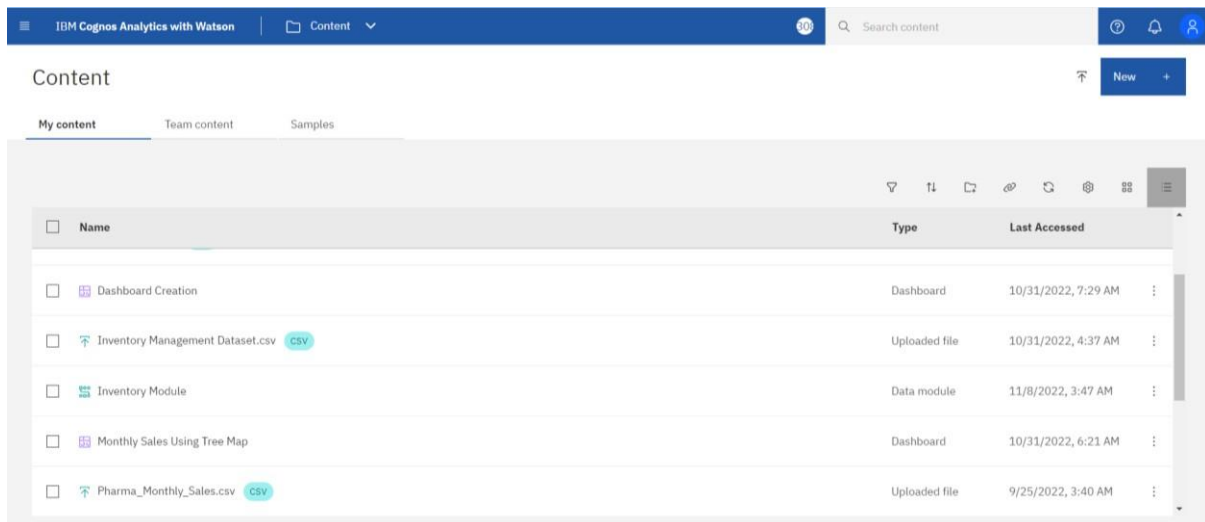 IBM Cognos Analytics with Watson Content Search content
Content New +
My content Team content Samples
Name Type Last Accessed
Dashboard Creation Dashboard 10/31/2022, 7:29 AM
Inventory Management Dataset.csv CSV Uploaded file 10/31/2022, 4:37 AM
Inventory Module Data module 11/8/2022, 3:47 AM
Monthly Sales Using Tree Map Dashboard 10/31/2022, 6:21 AM
Pharma_Monthly_Sales.csv CSV Uploaded file 9/25/2022, 3:40 AM